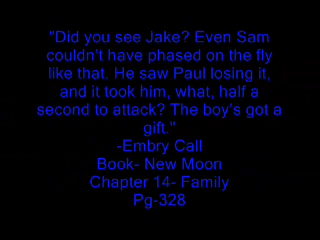 "Did you see Jake? Even Sam
couldn't have phased on the fly
like that. He saw Paul losing it,
and it took him, what, half a
second to attack? The boy's got a
gift."
-Embry Call
Book- New Moon
Chapter 14- Family
Pg-328